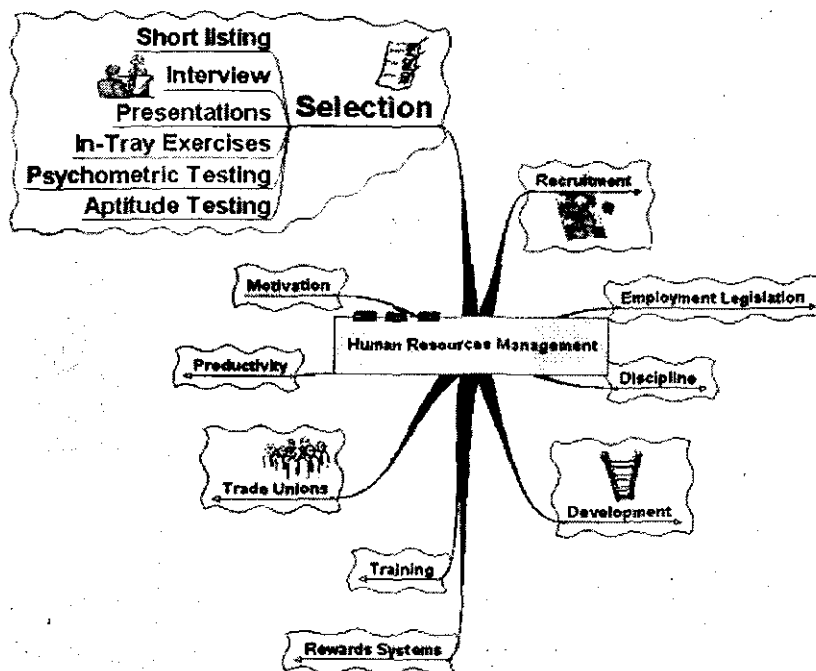 Short listing
Interview
Presentations
In-Tray Exercises
Psychometric Testing
Aptitude Testing
Selection
Recruitment
Motivation
Employment Legislation
Human Resources Management
Productivity
Discipline
Trade Unions
Development
Training
Rewards Systems